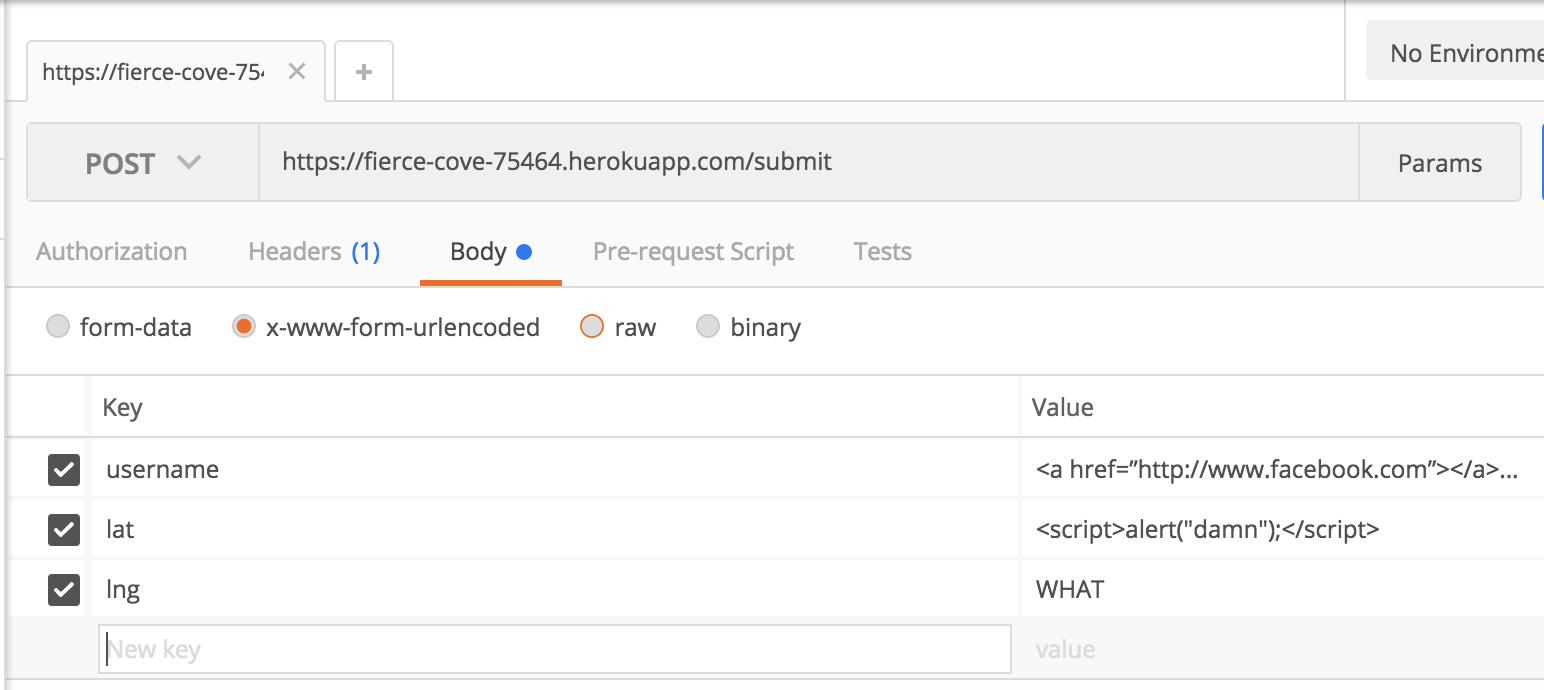 https://fierce-cove-754
No Environme
POST https://fierce-cove-75464.herokuapp.com/submit Params
Authorization Headers (1) Body Pre-request Script Tests
form-data x-www-form-urlencoded raw binary
Key Value
username <a href=”http://www.facebook.com”></a>...
lat <script>alert("damn");</script>
lng WHAT
New key value